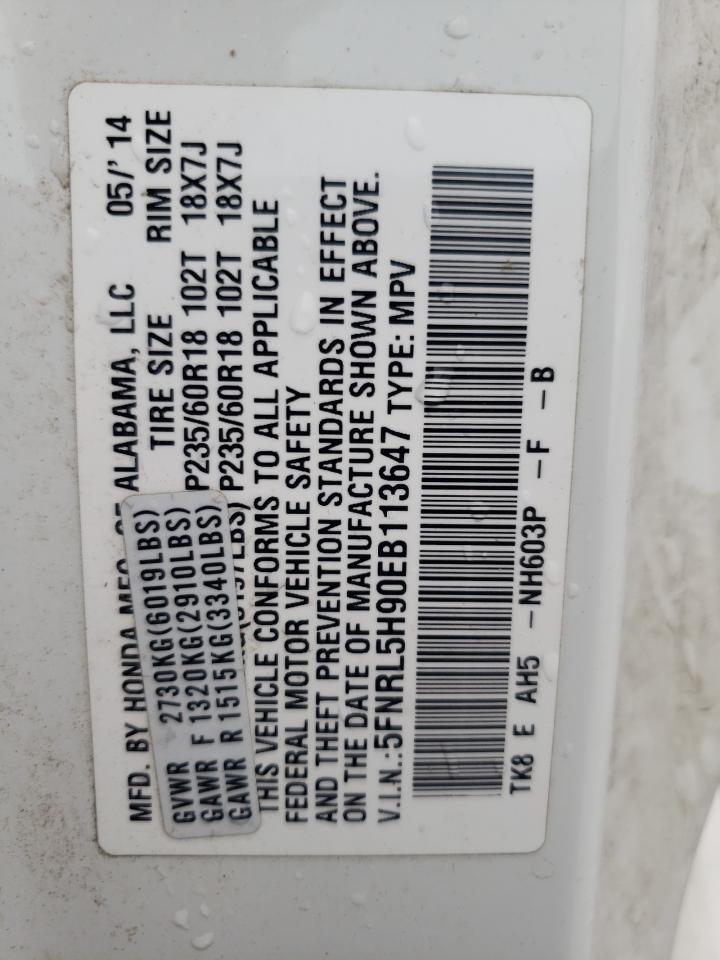 MFD. BY HONDA MFG. OF ALABAMA, LLC 05/' 14
TIRE SIZE RIM SIZE
GVWR 2730KG(6019LBS)
GAWR F 1320KG(2910LBS) P235/60R18 102T 18X7J
GAWR R 1515KG(3340LBS) P235/60R18 102T 18X7J
THIS VEHICLE CONFORMS TO ALL APPLICABLE
FEDERAL MOTOR VEHICLE SAFETY
AND THEFT PREVENTION STANDARDS IN EFFECT
ON THE DATE OF MANUFACTURE SHOWN ABOVE.
V.I.N.:5FNRL5H90EB113647 TYPE: MPV
TK8 E AH5 -NH603P -F -B